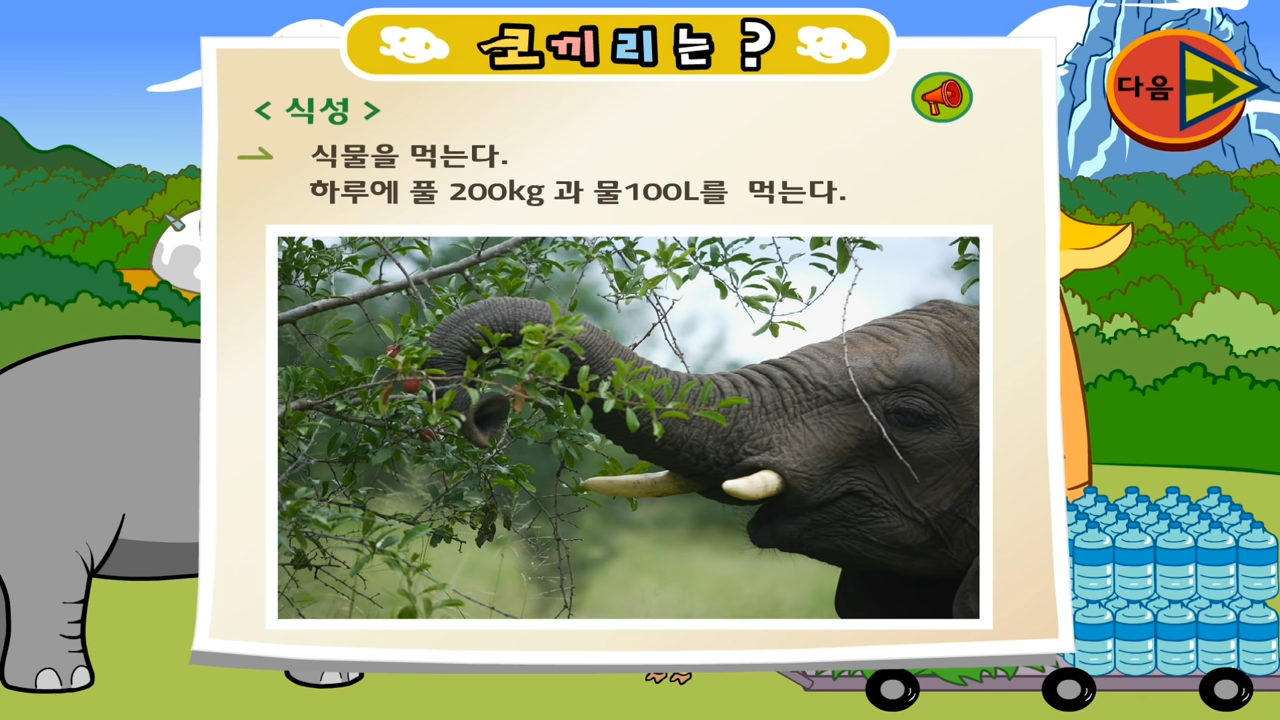 코끼리는?
다음
< 식성 >
식물을 먹는다.
하루에 풀 200kg 과 물100L를 먹는다.